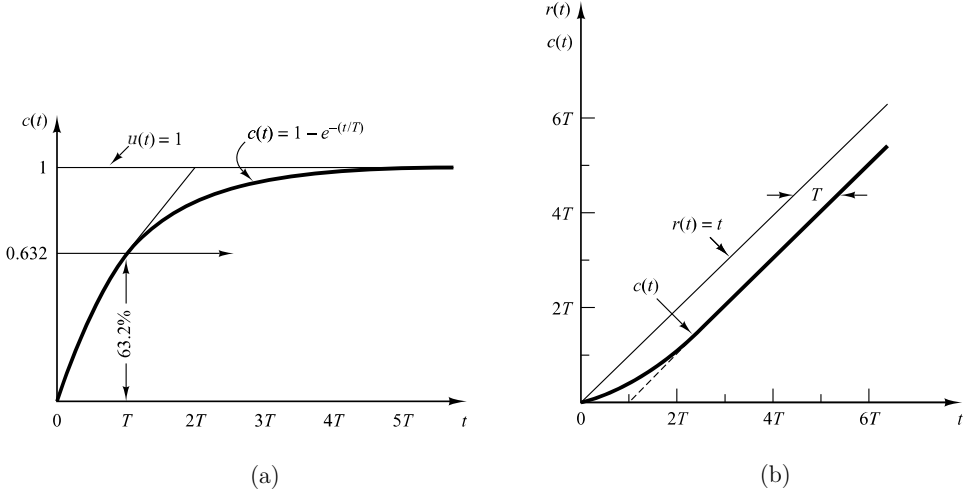 c(t)
u(t) = 1
c(t) = 1 − e^−(t/T)
1
0.632
63.2%
0 T 2T 3T 4T 5T t
(a)
r(t)
c(t)
6T
4T
2T
T
r(t) = t
c(t)
0 2T 4T 6T t
(b)